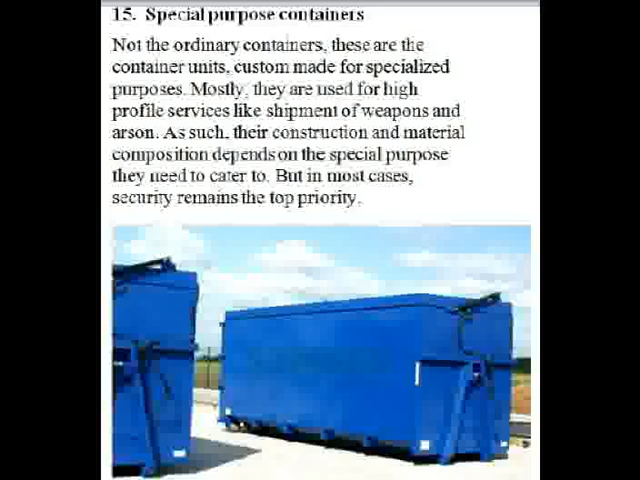 15. Special purpose containers
Not the ordinary containers, these are the
container units, custom made for specialized
purposes. Mostly, they are used for high
profile services like shipment of weapons and
arson. As such, their construction and material
composition depends on the special purpose
they need to cater to. But in most cases,
security remains the top priority.